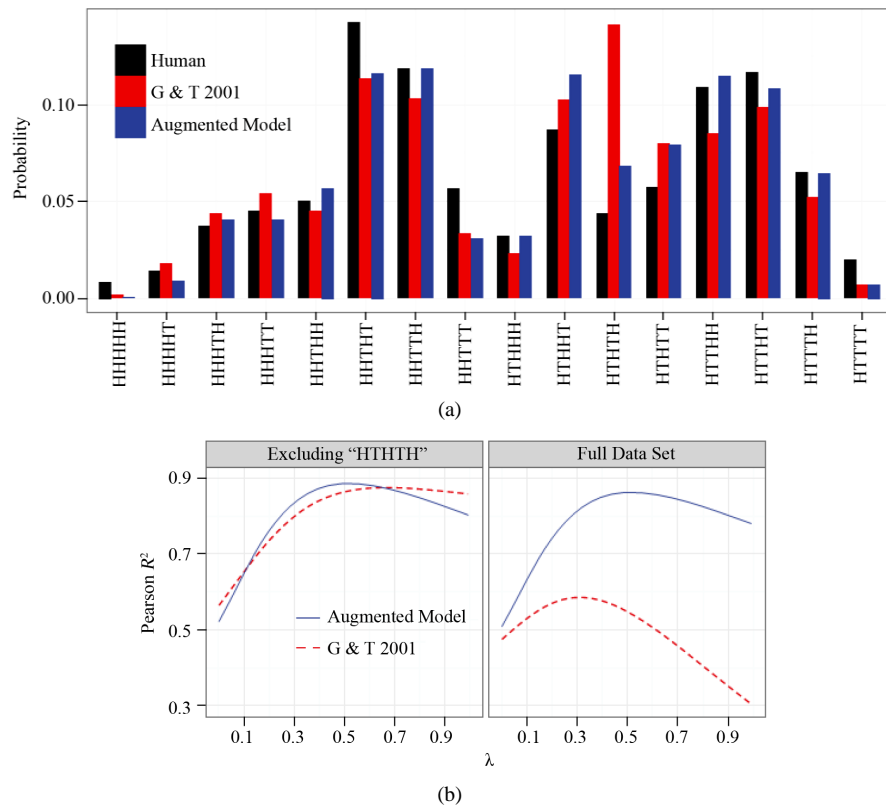 Human
G & T 2001
Augmented Model
Probability
0.10
0.05
0.00
HHHHH
HHHHT
HHHTH
HHHTT
HHTHH
HHTHT
HHTTH
HHTTT
HTHHH
HTHHT
HTHTH
HTHTT
HTTHH
HTTHT
HTTTH
HTTTT
(a)
Excluding “HTHTH”
Full Data Set
Pearson R²
0.9
0.7
0.5
0.3
Augmented Model
G & T 2001
0.1 0.3 0.5 0.7 0.9 0.1 0.3 0.5 0.7 0.9
λ
(b)